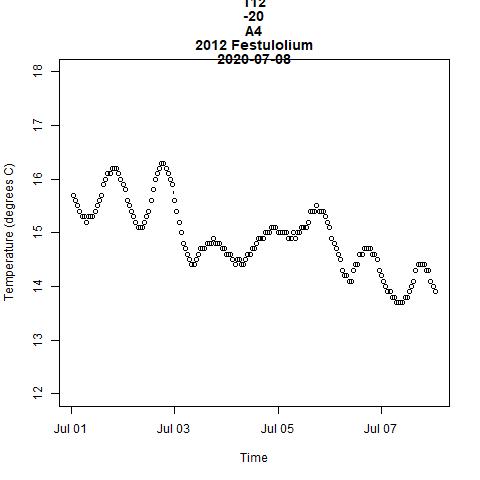 T12
-20
A4
2012 Festulolium
2020-07-08
Temperature (degrees C)
18
17
16
15
14
13
12
Jul 01
Jul 03
Jul 05
Jul 07
Time